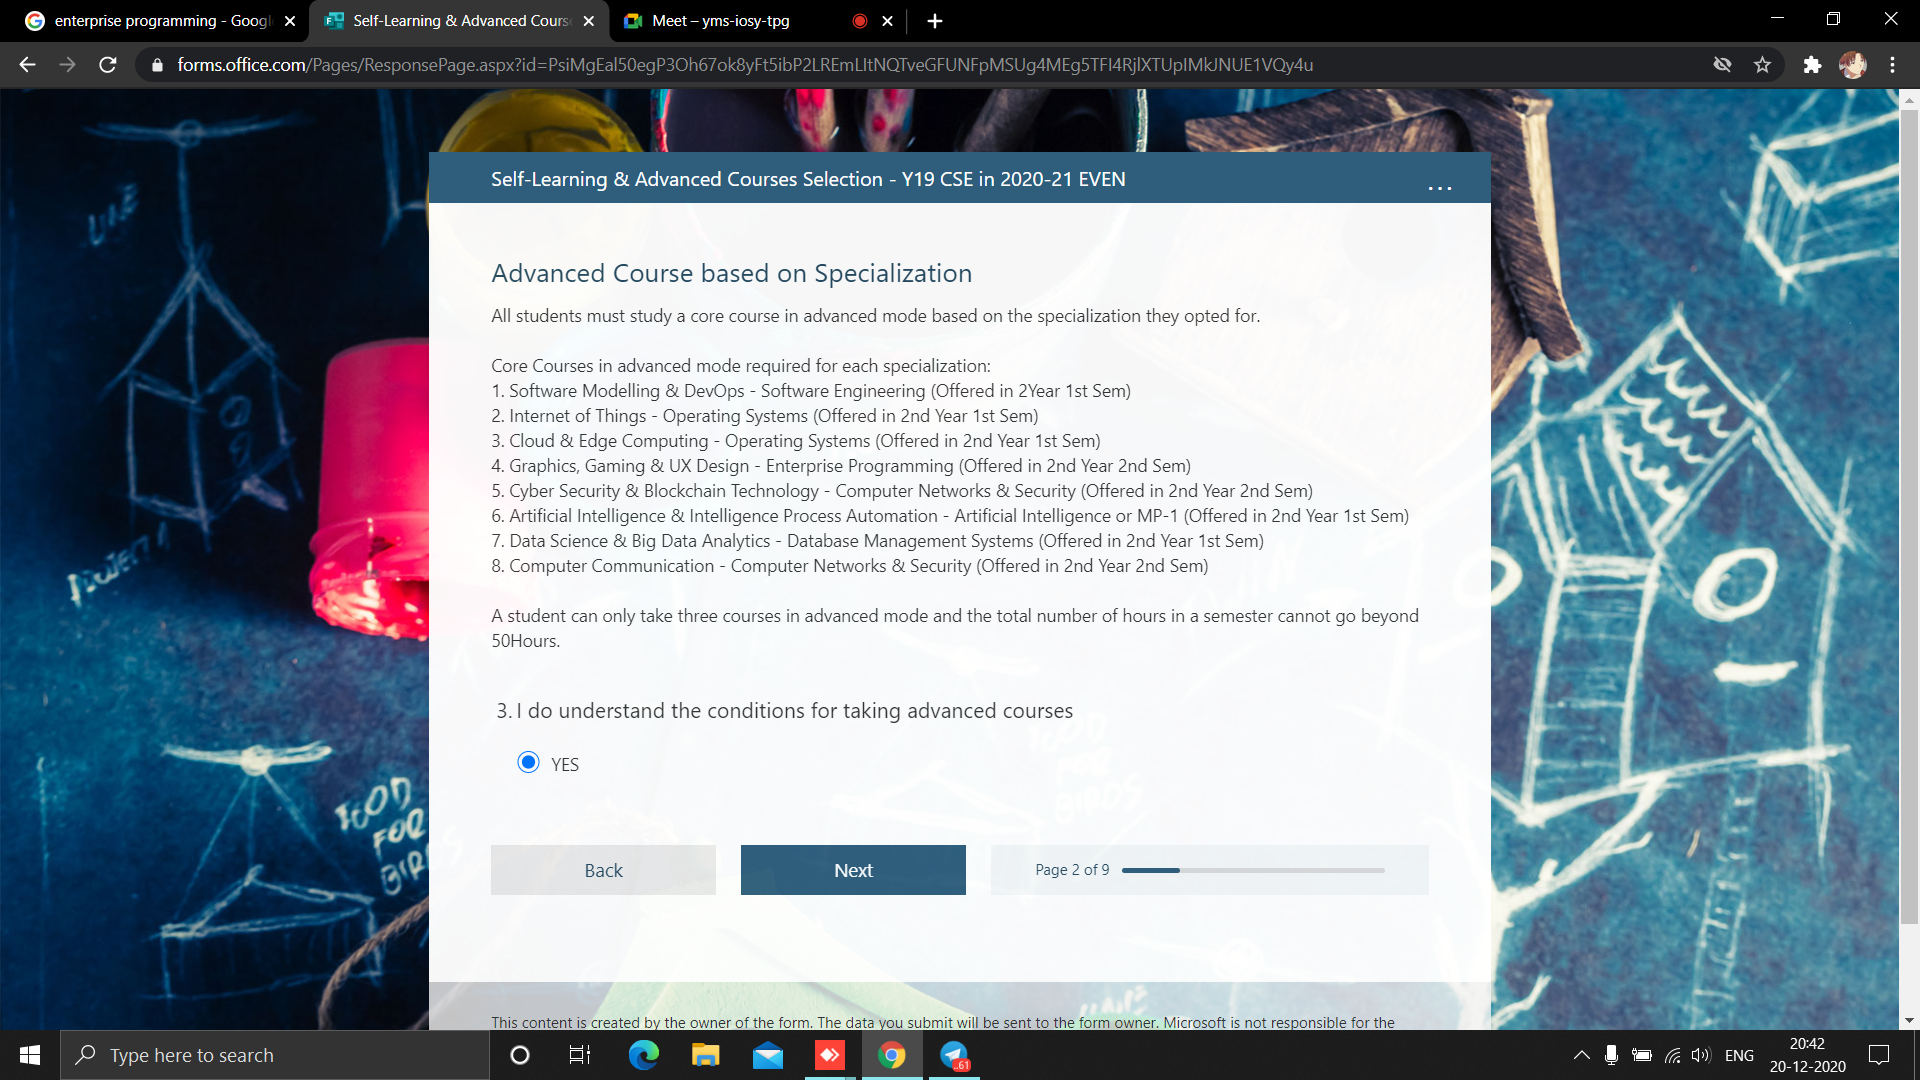 enterprise programming - Googl
Self-Learning & Advanced Cours
Meet – yms-iosy-tpg
forms.office.com/Pages/ResponsePage.aspx?id=PsiMgEal50egP3Oh67ok8yFt5ibP2LREmLItNQTveGFUNFpMSUg4MEg5TFI4RjlXTUpIMkJNUE1VQy4u
Self-Learning & Advanced Courses Selection - Y19 CSE in 2020-21 EVEN
...
Advanced Course based on Specialization
All students must study a core course in advanced mode based on the specialization they opted for.
Core Courses in advanced mode required for each specialization:
1. Software Modelling & DevOps - Software Engineering (Offered in 2Year 1st Sem)
2. Internet of Things - Operating Systems (Offered in 2nd Year 1st Sem)
3. Cloud & Edge Computing - Operating Systems (Offered in 2nd Year 1st Sem)
4. Graphics, Gaming & UX Design - Enterprise Programming (Offered in 2nd Year 2nd Sem)
5. Cyber Security & Blockchain Technology - Computer Networks & Security (Offered in 2nd Year 2nd Sem)
6. Artificial Intelligence & Intelligence Process Automation - Artificial Intelligence or MP-1 (Offered in 2nd Year 1st Sem)
7. Data Science & Big Data Analytics - Database Management Systems (Offered in 2nd Year 1st Sem)
8. Computer Communication - Computer Networks & Security (Offered in 2nd Year 2nd Sem)
A student can only take three courses in advanced mode and the total number of hours in a semester cannot go beyond
50Hours.
3. I do understand the conditions for taking advanced courses
YES
FOOD
FOR
BIRDS
Back
Next
Page 2 of 9
This content is created by the owner of the form. The data you submit will be sent to the form owner. Microsoft is not responsible for the
Type here to search
..61
ENG
20:42
20-12-2020